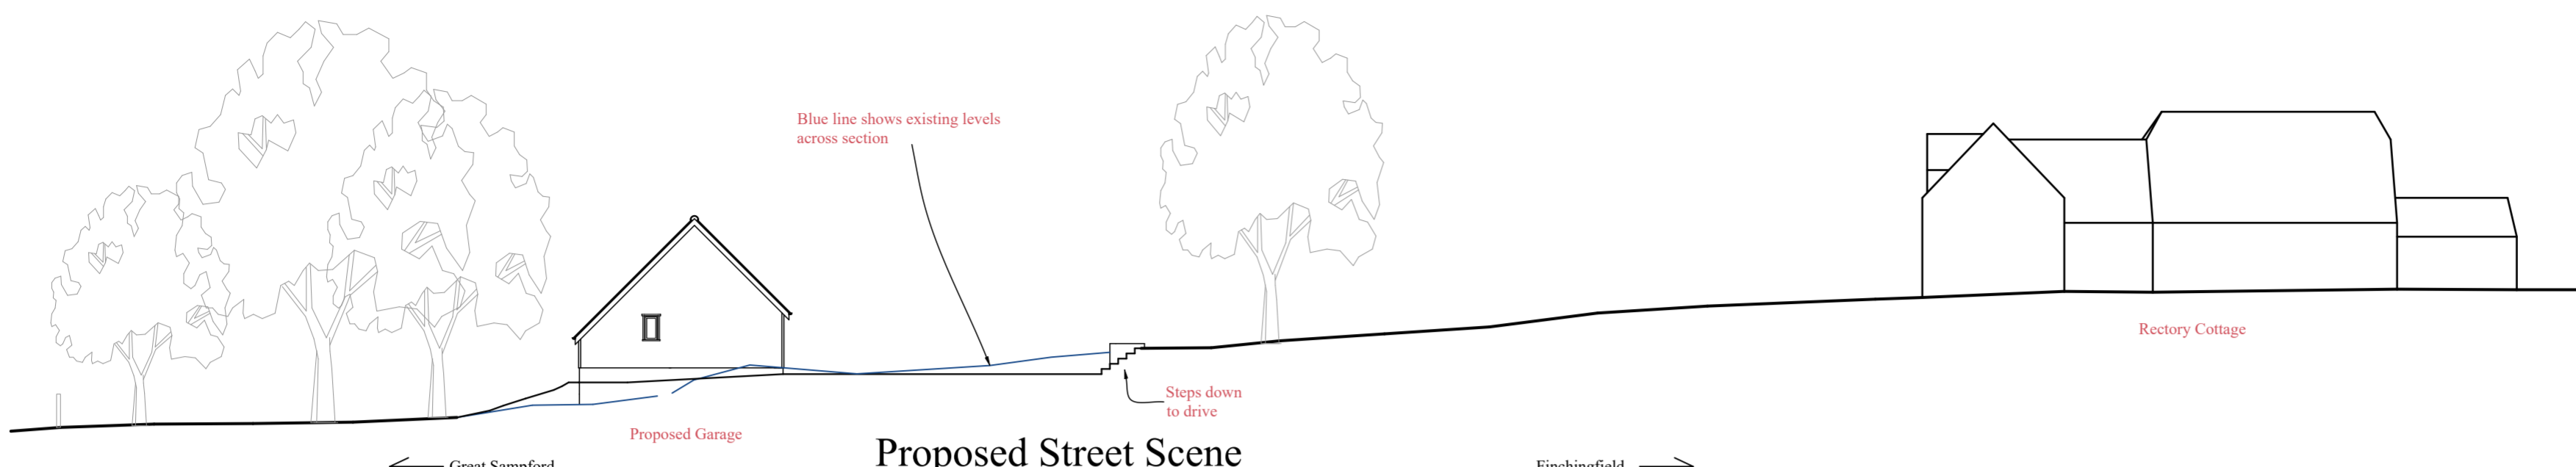 Blue line shows existing levels
across section
Rectory Cottage
Steps down
to drive
Proposed Garage
Proposed Street Scene
Great Sampford
Finchingfield